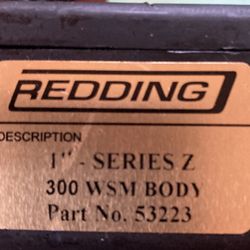 REDDING
DESCRIPTION
1" - SERIES Z
300 WSM BODY
Part No. 53223